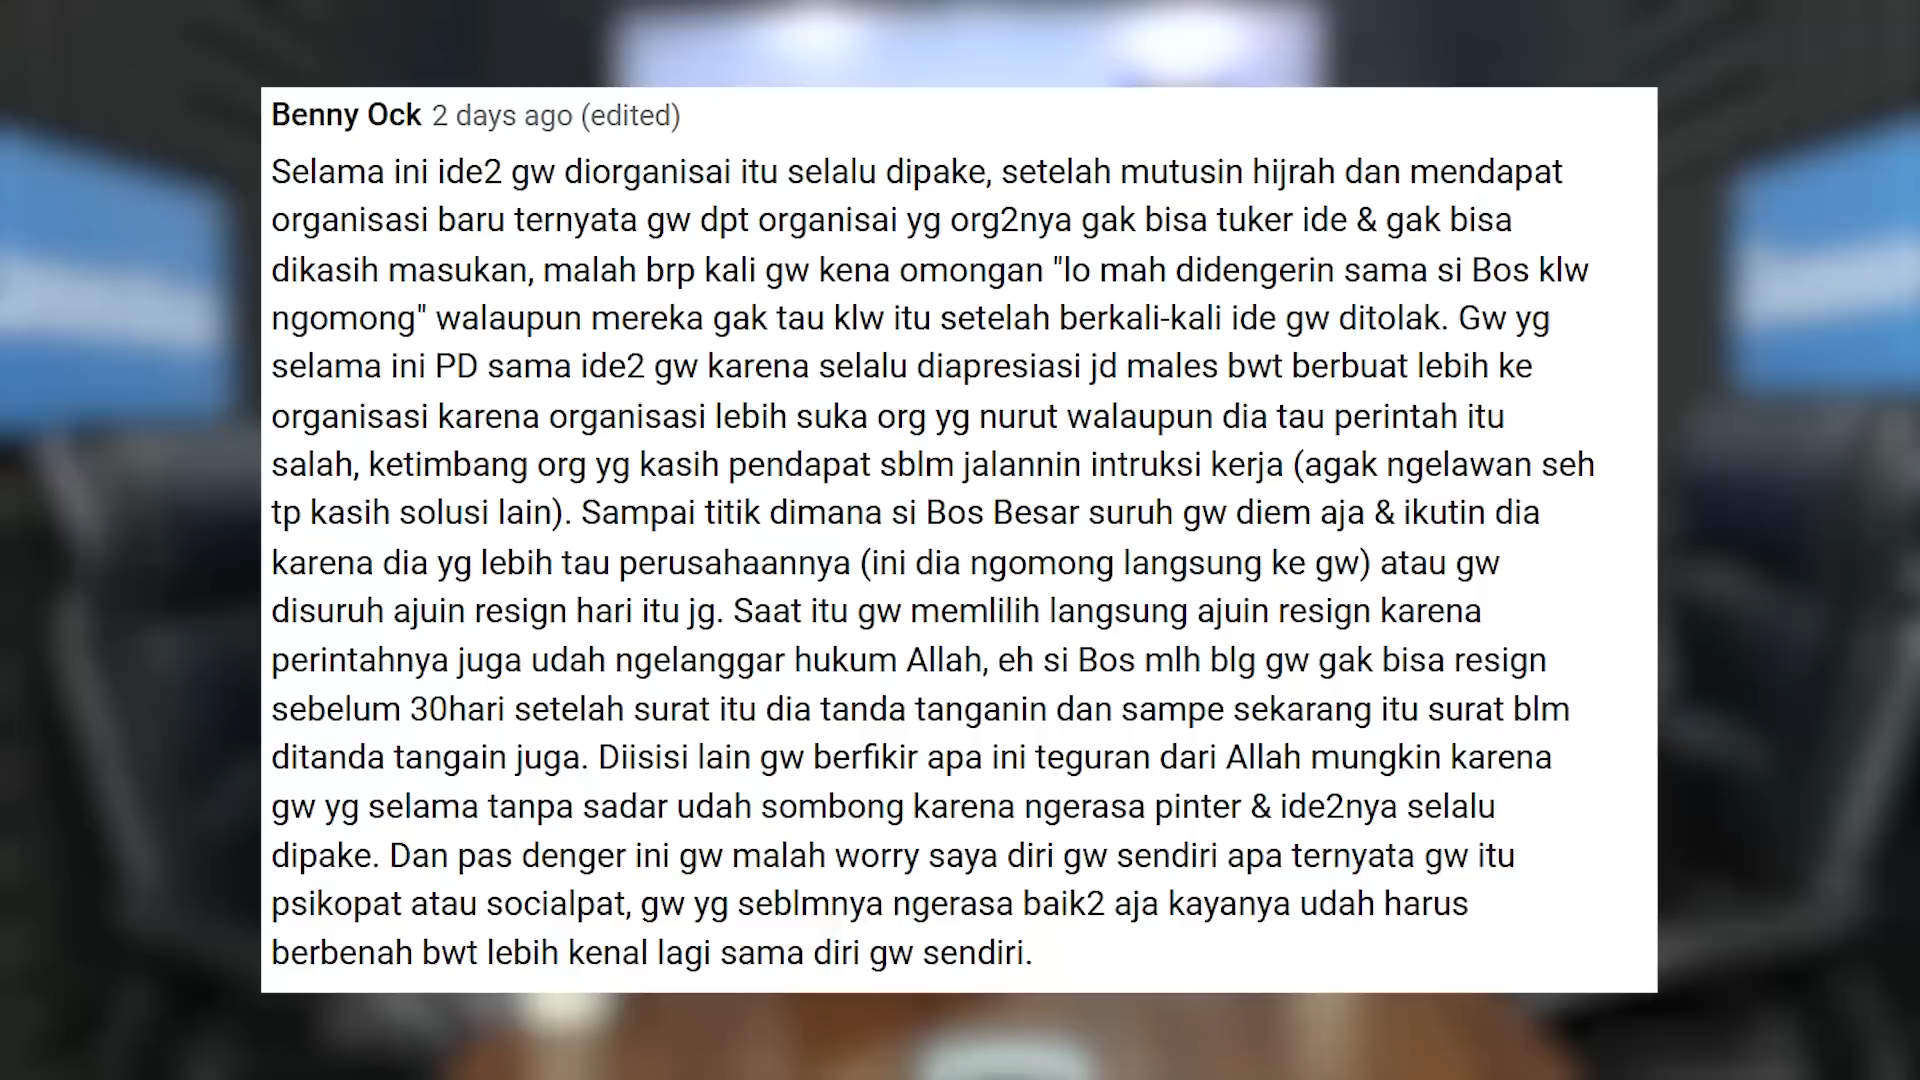 Benny Ock 2 days ago (edited)
Selama ini ide2 gw diorganisai itu selalu dipake, setelah mutusin hijrah dan mendapat
organisasi baru ternyata gw dpt organisai yg org2nya gak bisa tuker ide & gak bisa
dikasih masukan, malah brp kali gw kena omongan "lo mah didengerin sama si Bos klw
ngomong" walaupun mereka gak tau klw itu setelah berkali-kali ide gw ditolak. Gw yg
selama ini PD sama ide2 gw karena selalu diapresiasi jd males bwt berbuat lebih ke
organisasi karena organisasi lebih suka org yg nurut walaupun dia tau perintah itu
salah, ketimbang org yg kasih pendapat sblm jalannin intruksi kerja (agak ngelawan seh
tp kasih solusi lain). Sampai titik dimana si Bos Besar suruh gw diem aja & ikutin dia
karena dia yg lebih tau perusahaannya (ini dia ngomong langsung ke gw) atau gw
disuruh ajuin resign hari itu jg. Saat itu gw memlilih langsung ajuin resign karena
perintahnya juga udah ngelanggar hukum Allah, eh si Bos mlh blg gw gak bisa resign
sebelum 30hari setelah surat itu dia tanda tanganin dan sampe sekarang itu surat blm
ditanda tangain juga. Diisisi lain gw berfikir apa ini teguran dari Allah mungkin karena
gw yg selama tanpa sadar udah sombong karena ngerasa pinter & ide2nya selalu
dipake. Dan pas denger ini gw malah worry saya diri gw sendiri apa ternyata gw itu
psikopat atau socialpat, gw yg seblmnya ngerasa baik2 aja kayanya udah harus
berbenah bwt lebih kenal lagi sama diri gw sendiri.